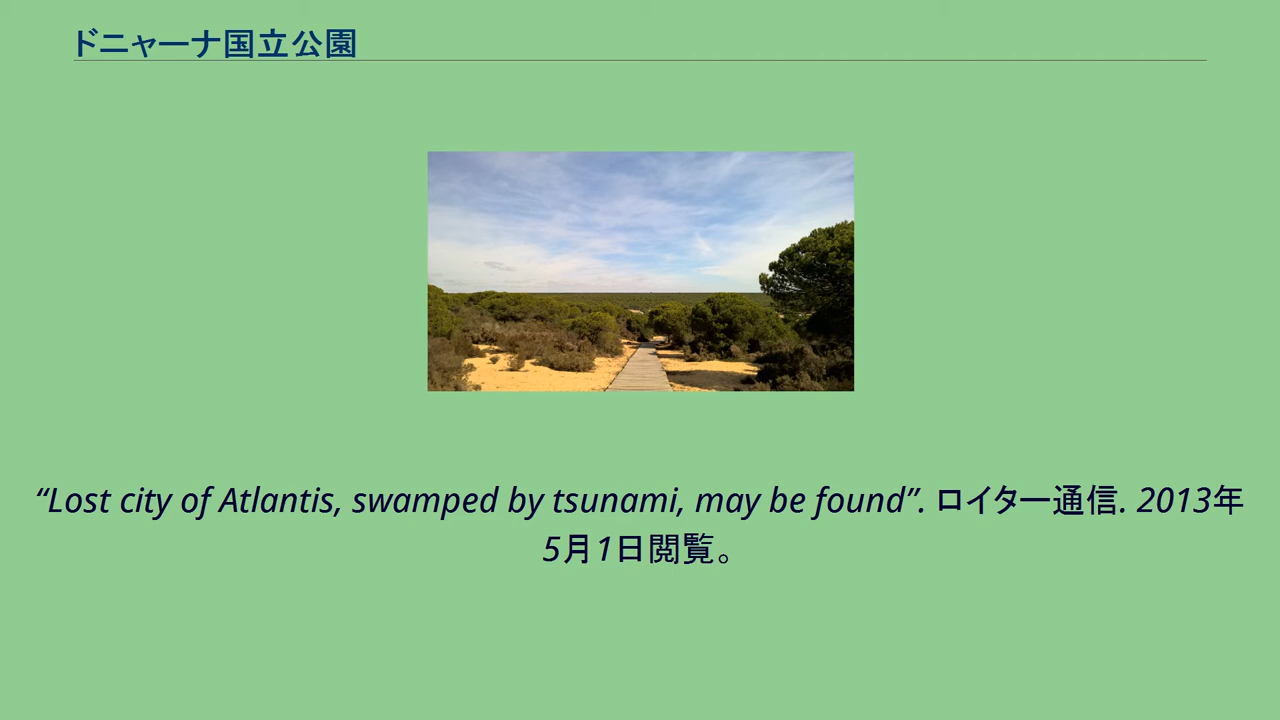 ドニャーナ国立公園
“Lost city of Atlantis, swamped by tsunami, may be found”. ロイター通信. 2013年
5月1日閲覧。